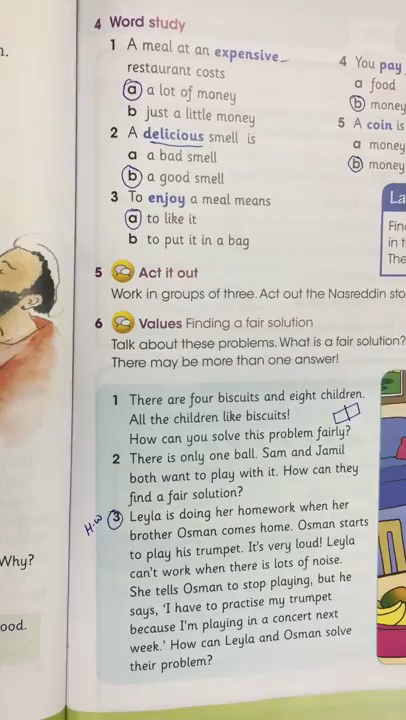 n.
4 Word study
1 A meal at an expensive
restaurant costs
a a lot of money
b just a little money
2 A delicious smell is
a a bad smell
b a good smell
3 To enjoy a meal means
a to like it
b to put it in a bag
4 You pay
a food
b money
5 A coin is
a money
b money
La
Fin
in t
The
5 Act it out
Work in groups of three. Act out the Nasreddin sto
6 Values Finding a fair solution
Talk about these problems. What is a fair solution?
There may be more than one answer!
1 There are four biscuits and eight children.
All the children like biscuits!
How can you solve this problem fairly?
2 There is only one ball. Sam and Jamil
both want to play with it. How can they
find a fair solution?
H.W 3 Leyla is doing her homework when her
brother Osman comes home. Osman starts
to play his trumpet. It's very loud! Leyla
can't work when there is lots of noise.
She tells Osman to stop playing, but he
says, 'I have to practise my trumpet
because I'm playing in a concert next
week.' How can Leyla and Osman solve
their problem?
Why?
ood.